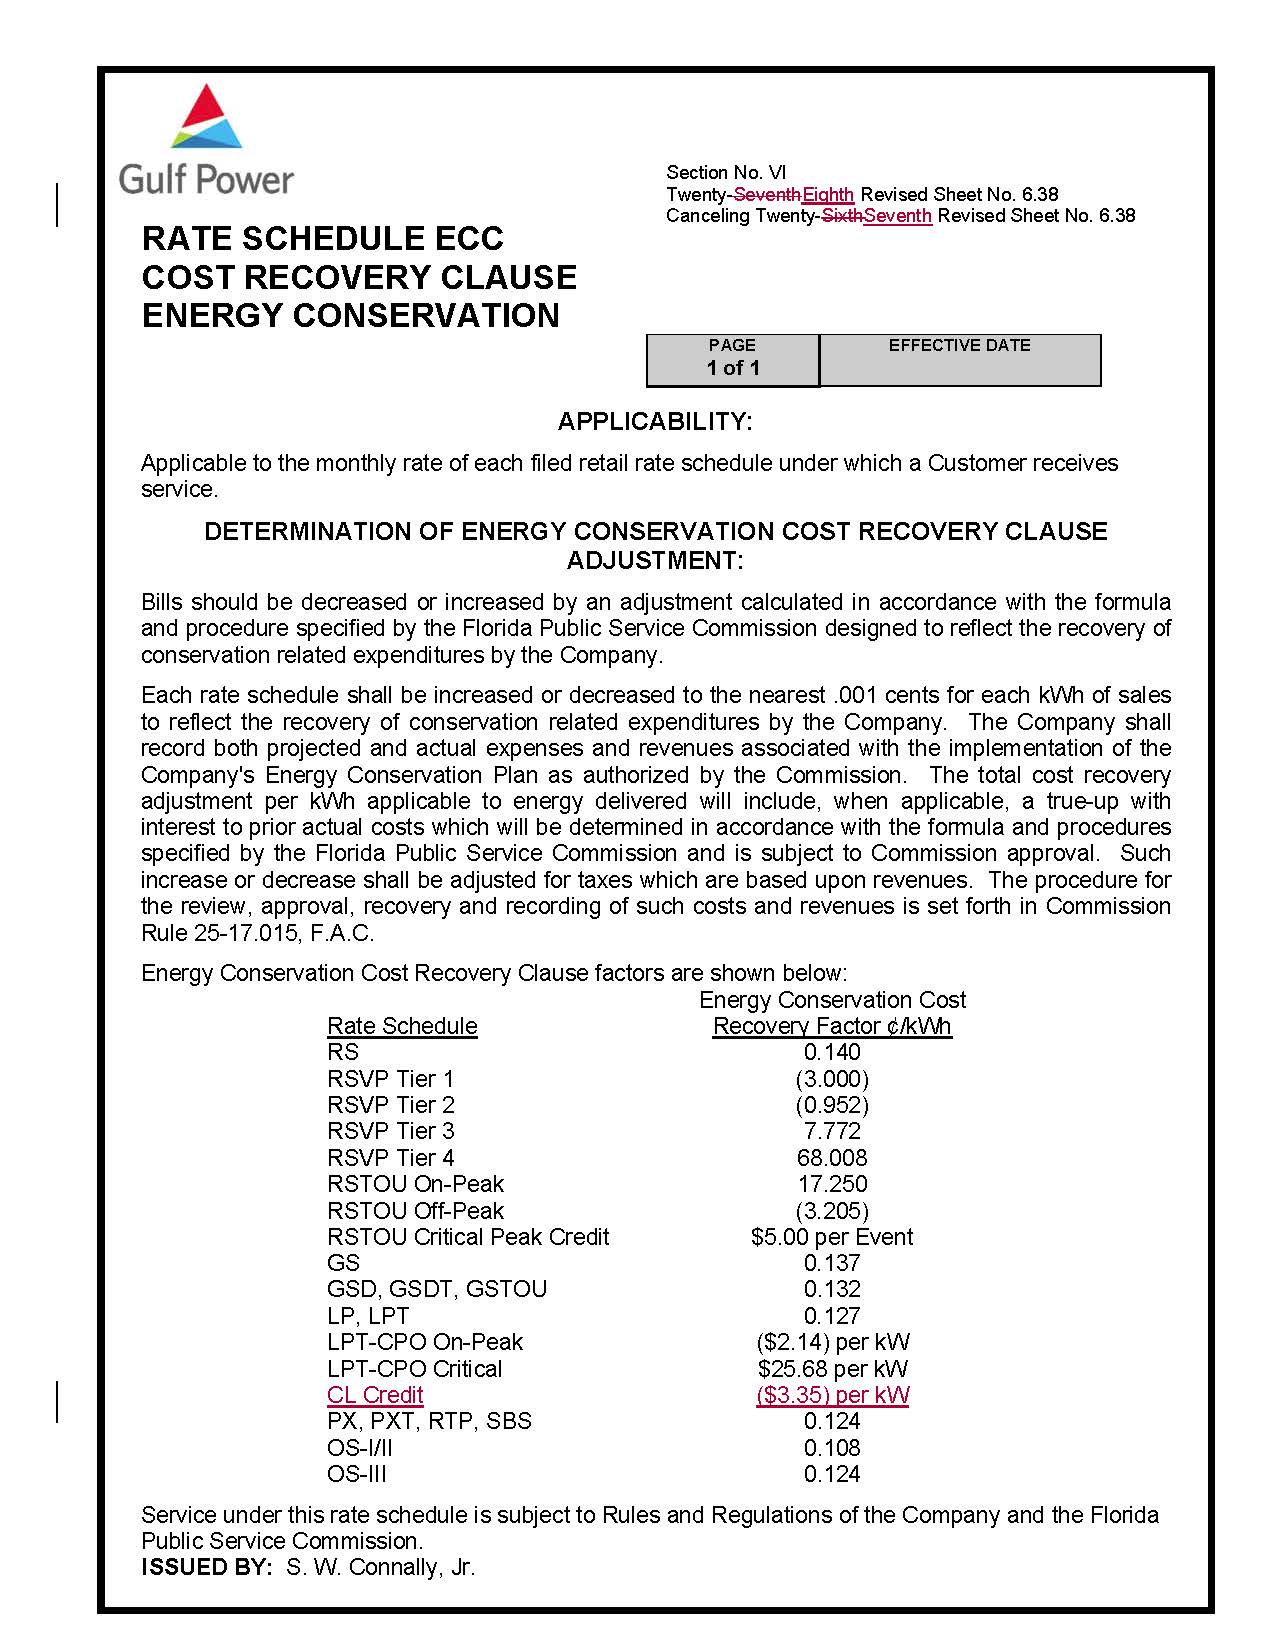 Gulf Power
Section No. VI
Twenty-SeventhEighth Revised Sheet No. 6.38
Canceling Twenty-SixthSeventh Revised Sheet No. 6.38
RATE SCHEDULE ECC
COST RECOVERY CLAUSE
ENERGY CONSERVATION
PAGE EFFECTIVE DATE
1 of 1
APPLICABILITY:
Applicable to the monthly rate of each filed retail rate schedule under which a Customer receives
service.
DETERMINATION OF ENERGY CONSERVATION COST RECOVERY CLAUSE
ADJUSTMENT:
Bills should be decreased or increased by an adjustment calculated in accordance with the formula
and procedure specified by the Florida Public Service Commission designed to reflect the recovery of
conservation related expenditures by the Company.
Each rate schedule shall be increased or decreased to the nearest .001 cents for each kWh of sales
to reflect the recovery of conservation related expenditures by the Company. The Company shall
record both projected and actual expenses and revenues associated with the implementation of the
Company's Energy Conservation Plan as authorized by the Commission. The total cost recovery
adjustment per kWh applicable to energy delivered will include, when applicable, a true-up with
interest to prior actual costs which will be determined in accordance with the formula and procedures
specified by the Florida Public Service Commission and is subject to Commission approval. Such
increase or decrease shall be adjusted for taxes which are based upon revenues. The procedure for
the review, approval, recovery and recording of such costs and revenues is set forth in Commission
Rule 25-17.015, F.A.C.
Energy Conservation Cost Recovery Clause factors are shown below:
Energy Conservation Cost
Rate Schedule Recovery Factor ¢/kWh
RS 0.140
RSVP Tier 1 (3.000)
RSVP Tier 2 (0.952)
RSVP Tier 3 7.772
RSVP Tier 4 68.008
RSTOU On-Peak 17.250
RSTOU Off-Peak (3.205)
RSTOU Critical Peak Credit $5.00 per Event
GS 0.137
GSD, GSDT, GSTOU 0.132
LP, LPT 0.127
LPT-CPO On-Peak ($2.14) per kW
LPT-CPO Critical $25.68 per kW
CL Credit ($3.35) per kW
PX, PXT, RTP, SBS 0.124
OS-I/II 0.108
OS-III 0.124
Service under this rate schedule is subject to Rules and Regulations of the Company and the Florida
Public Service Commission.
ISSUED BY: S. W. Connally, Jr.